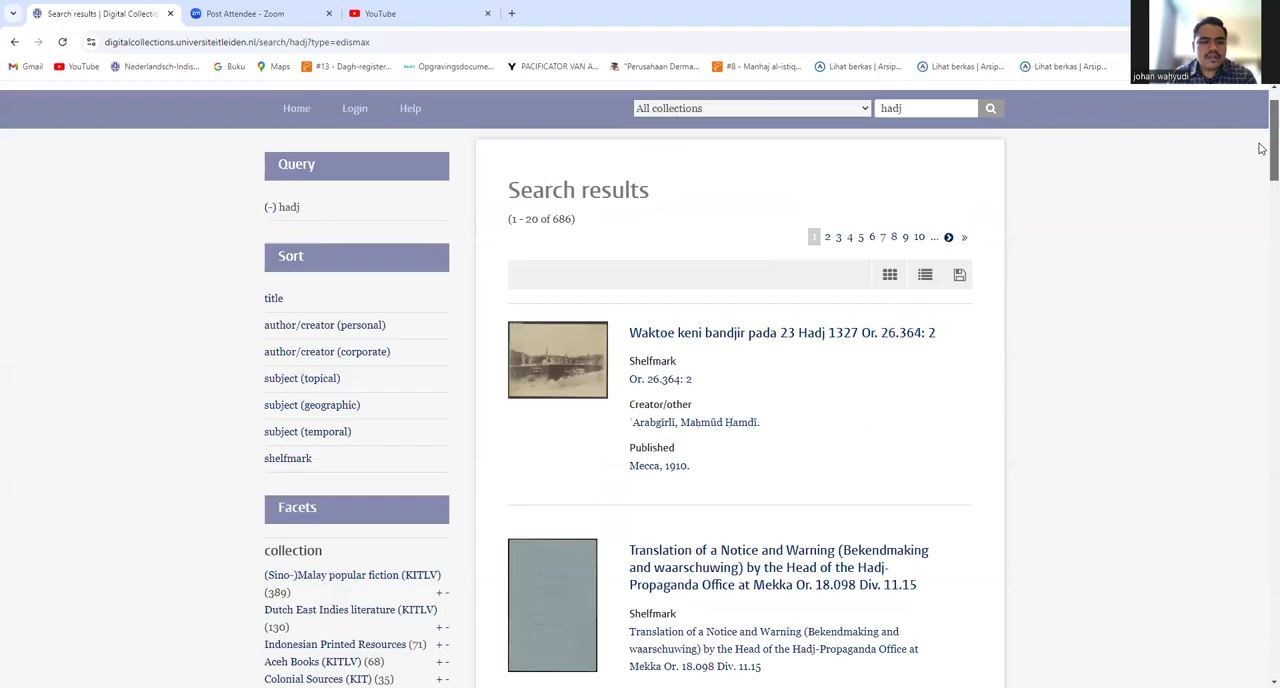 Search results | Digital Collectio
Post Attendee - Zoom
YouTube
digitalcollections.universiteitleiden.nl/search/hadj?type=edismax
Gmail
YouTube
Nederlandsch-Indis...
Buku
Maps
#13 - Dagh-register...
Opgravingsdocume...
PACIFICATOR VAN A...
"Perusahaan Derma...
#8 - Manhaj al-istiq...
Lihat berkas | Arsip...
Lihat berkas | Arsip...
Lihat berkas | Arsip...
johan wahyudi
Home
Login
Help
All collections
hadj
Query
(-) hadj
Sort
title
author/creator (personal)
author/creator (corporate)
subject (topical)
subject (geographic)
subject (temporal)
shelfmark
Facets
collection
(Sino-)Malay popular fiction (KITLV)
(389) + -
Dutch East Indies literature (KITLV)
(130) + -
Indonesian Printed Resources (71) + -
Aceh Books (KITLV) (68) + -
Colonial Sources (KIT) (35) + -
Search results
(1 - 20 of 686)
1 2 3 4 5 6 7 8 9 10 ... »
Waktoe keni bandjir pada 23 Hadj 1327 Or. 26.364: 2
Shelfmark
Or. 26.364: 2
Creator/other
ʿArabgīrlī, Maḥmūd Ḥamdī.
Published
Mecca, 1910.
Translation of a Notice and Warning (Bekendmaking
and waarschuwing) by the Head of the Hadj-
Propaganda Office at Mekka Or. 18.098 Div. 11.15
Shelfmark
Translation of a Notice and Warning (Bekendmaking and
waarschuwing) by the Head of the Hadj-Propaganda Office at
Mekka Or. 18.098 Div. 11.15